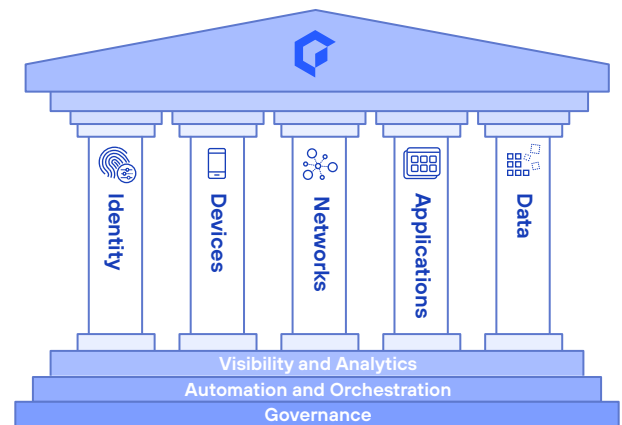 Identity
Devices
Networks
Applications
Data
Visibility and Analytics
Automation and Orchestration
Governance